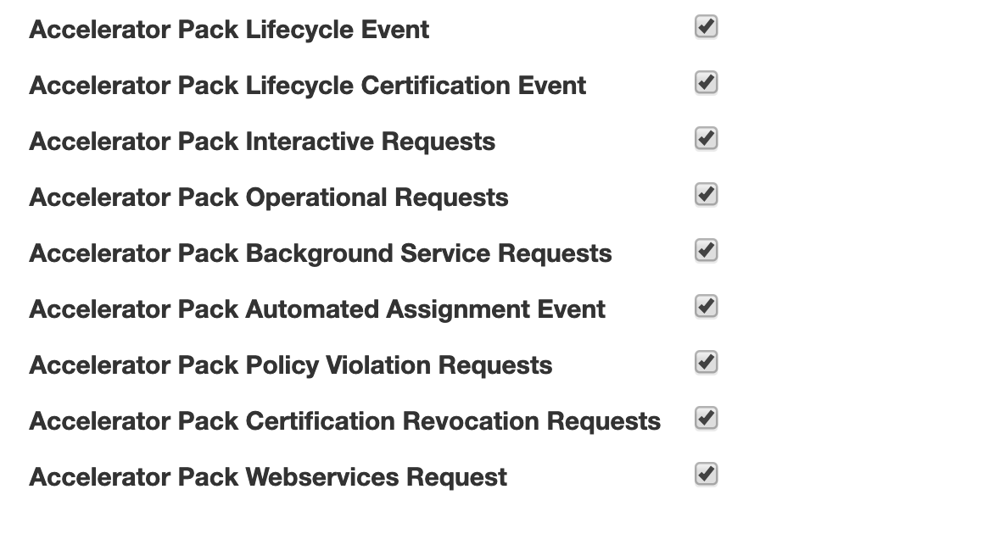 Accelerator Pack Lifecycle Event
Accelerator Pack Lifecycle Certification Event
Accelerator Pack Interactive Requests
Accelerator Pack Operational Requests
Accelerator Pack Background Service Requests
Accelerator Pack Automated Assignment Event
Accelerator Pack Policy Violation Requests
Accelerator Pack Certification Revocation Requests
Accelerator Pack Webservices Request